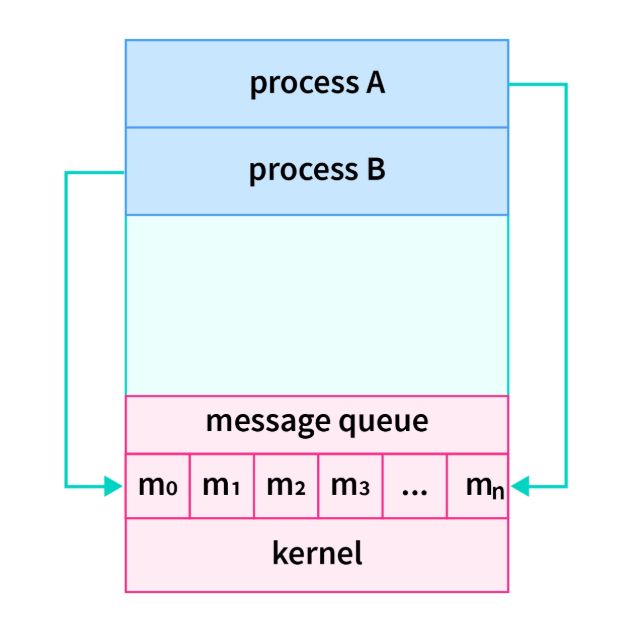 process A
process B
message queue
m₀ m₁ m₂ m₃ ... mₙ
kernel